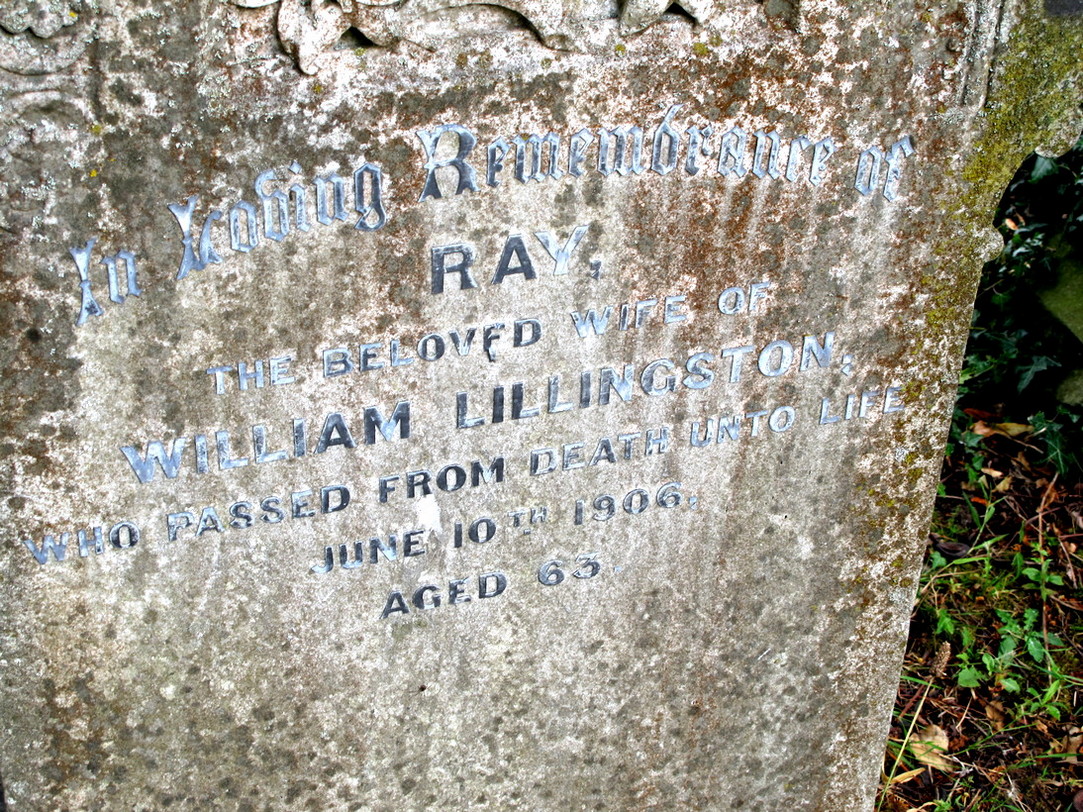 In Loving Remembrance of
RAY,
THE BELOVED WIFE OF
WILLIAM LILLINGSTON,
WHO PASSED FROM DEATH UNTO LIFE
JUNE 10TH 1906.
AGED 63.